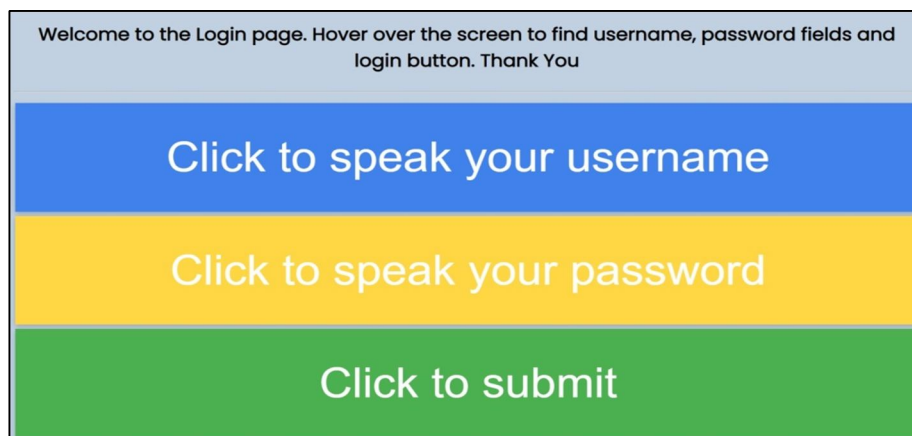 Welcome to the Login page. Hover over the screen to find username, password fields and
login button. Thank You
Click to speak your username
Click to speak your password
Click to submit